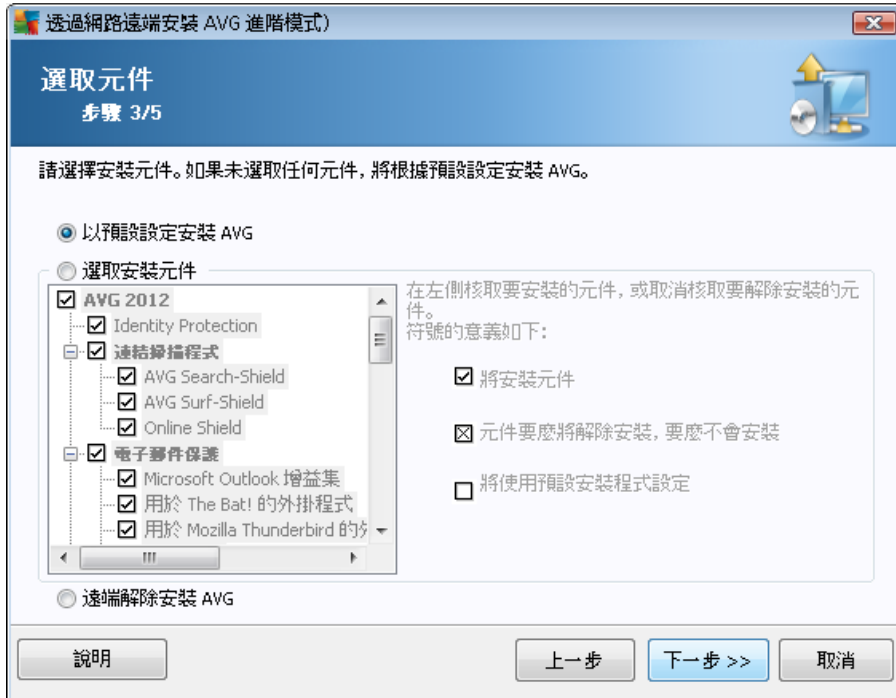 透過網路遠端安裝 AVG 進階模式)
選取元件
步驟 3/5
請選擇安裝元件。如果未選取任何元件, 將根據預設設定安裝 AVG。
以預設設定安裝 AVG
選取安裝元件
AVG 2012
Identity Protection
連結掃描程式
AVG Search-Shield
AVG Surf-Shield
Online Shield
電子郵件保護
Microsoft Outlook 增益集
用於 The Bat! 的外掛程式
用於 Mozilla Thunderbird 的外
在左側核取要安裝的元件, 或取消核取要解除安裝的元
件。
符號的意義如下:
將安裝元件
元件要麼將解除安裝, 要麼不會安裝
將使用預設安裝程式設定
遠端解除安裝 AVG
說明
上一步
下一步 >>
取消